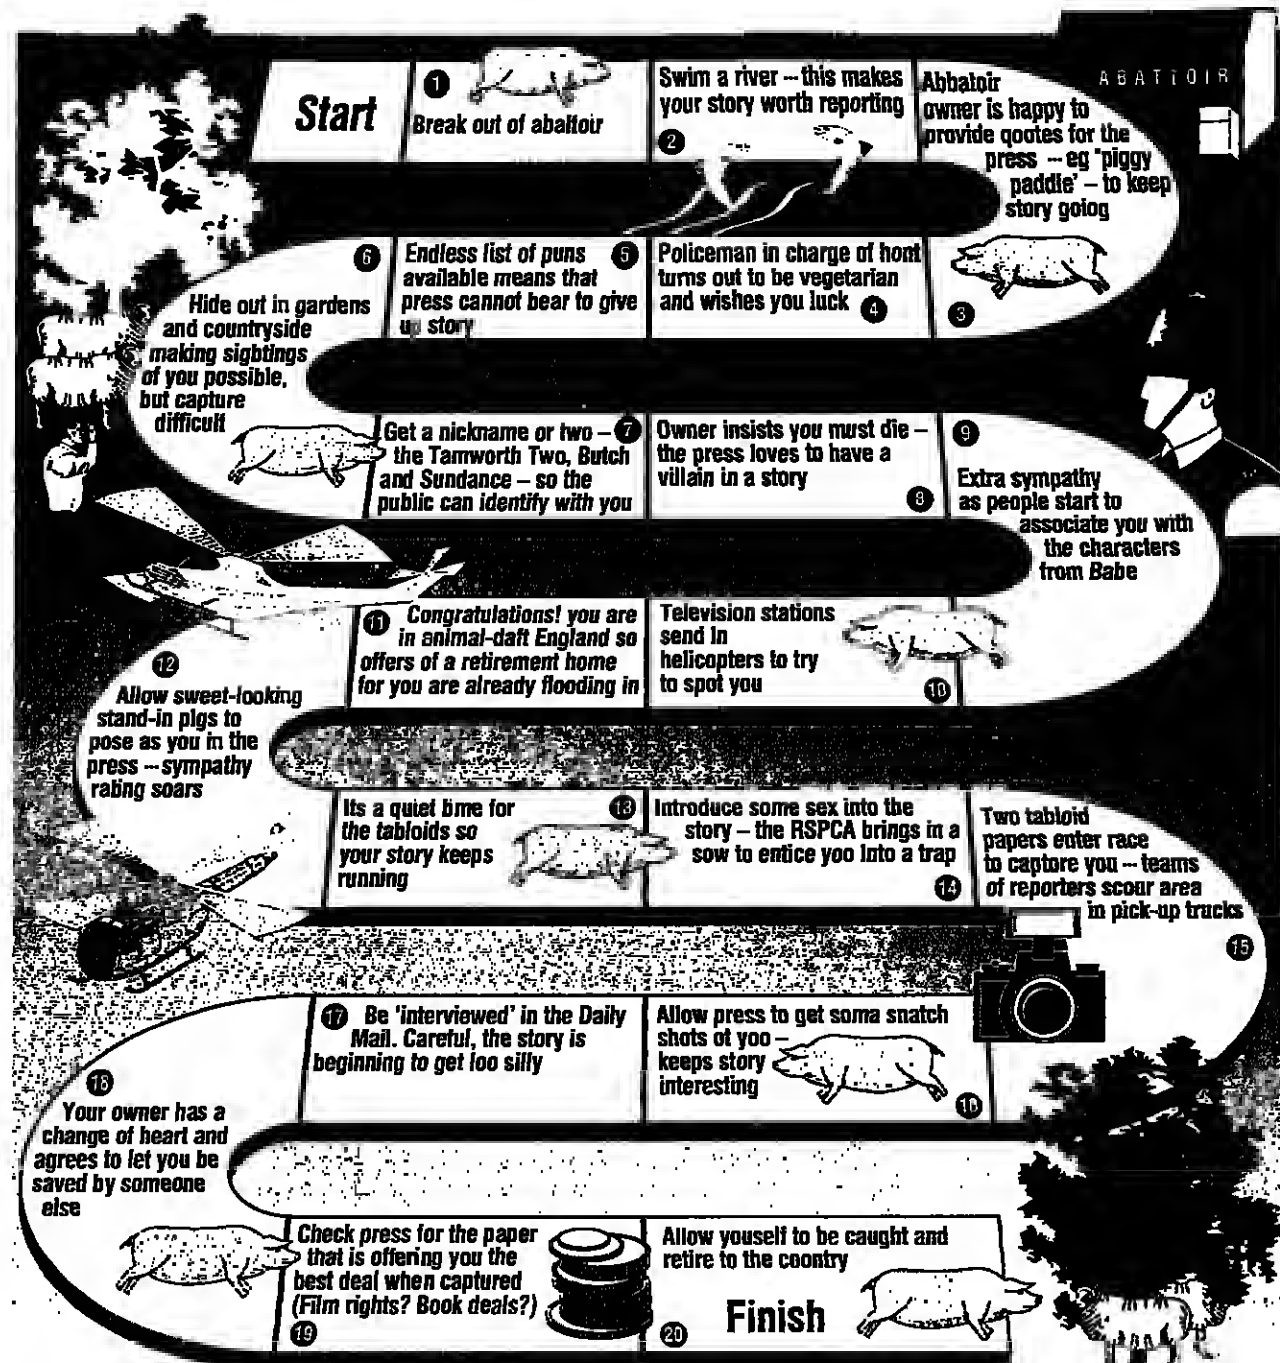 ABATTOIR
Start
1
Break out of abattoir
Swim a river – this makes
your story worth reporting
2
Abbatoir
owner is happy to
provide qootes for the
press – eg 'piggy
paddle' – to keep
story goiog
3
Policeman in charge of hont
turns out to be vegetarian
and wishes you luck 4
Endless list of puns 5
available means that
press cannot bear to give
up story
6
Hide out in gardens
and countryside
making sigbtings
of you possible,
but capture
difficult
Get a nickname or two – 7
the Tamworth Two, Butch
and Sundance – so the
public can identify with you
Owner insists you must die –
the press loves to have a
villain in a story
8
9
Extra sympathy
as people start to
associate you with
the characters
from Babe
Television stations
send in
helicopters to try
to spot you
10
11 Congratulations! you are
in animal-daft England so
offers of a retirement home
for you are already flooding in
12
Allow sweet-looking
stand-in pigs to
pose as you in the
press – sympathy
rating soars
Its a quiet time for 13
the tabloids so
your story keeps
running
Introduce some sex into the
story – the RSPCA brings in a
sow to entice yoo into a trap
14
Two tabloid
papers enter race
to captore you – teams
of reporters scour area
in pick-up trucks
15
Allow press to get soma snatch
shots ot yoo –
keeps story
interesting
16
17 Be 'interviewed' in the Daily
Mail. Careful, the story is
beginning to get loo silly
18
Your owner has a
change of heart and
agrees to let you be
saved by someone
else
Check press for the paper
that is offering you the
best deal when captured
(Film rights? Book deals?)
19
Allow youself to be caught and
retire to the coontry
20
Finish